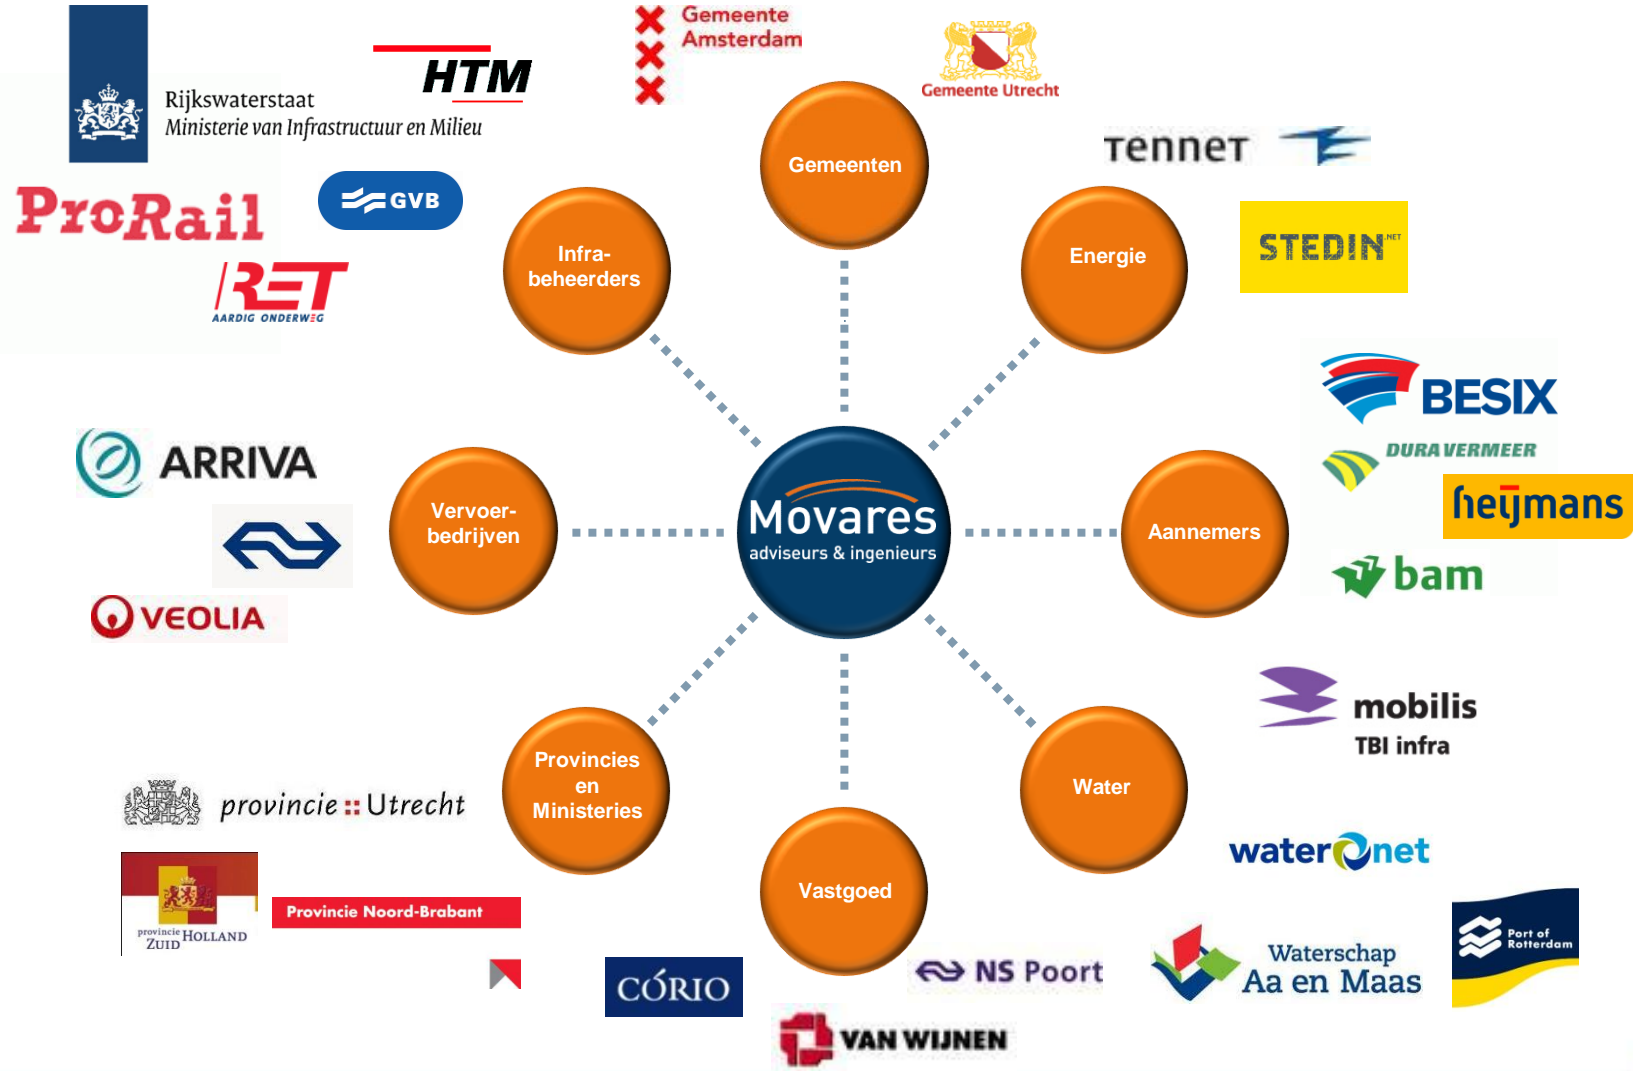 Rijkswaterstaat
Ministerie van Infrastructuur en Milieu
HTM
Gemeente
Amsterdam
Gemeente Utrecht
ProRail
GVB
RET
AARDIG ONDERWEG
Infra-
beheerders
Gemeenten
Energie
TenneT
STEDIN.NET
BESIX
DURA VERMEER
heijmans
bam
ARRIVA
VEOLIA
Vervoer-
bedrijven
Movares
adviseurs & ingenieurs
Aannemers
mobilis
TBI infra
Provincies
en
Ministeries
Water
Vastgoed
provincie :: Utrecht
provincie
ZUID HOLLAND
Provincie Noord-Brabant
CÓRIO
NS Poort
VAN WIJNEN
waternet
Waterschap
Aa en Maas
Port of
Rotterdam